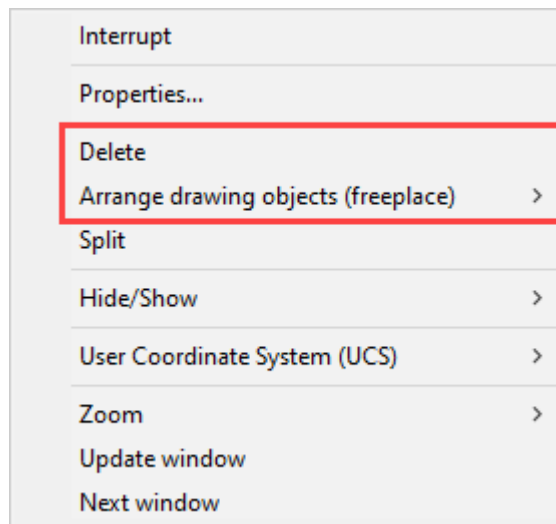 Interrupt
Properties...
Delete
Arrange drawing objects (freeplace)
Split
Hide/Show
User Coordinate System (UCS)
Zoom
Update window
Next window